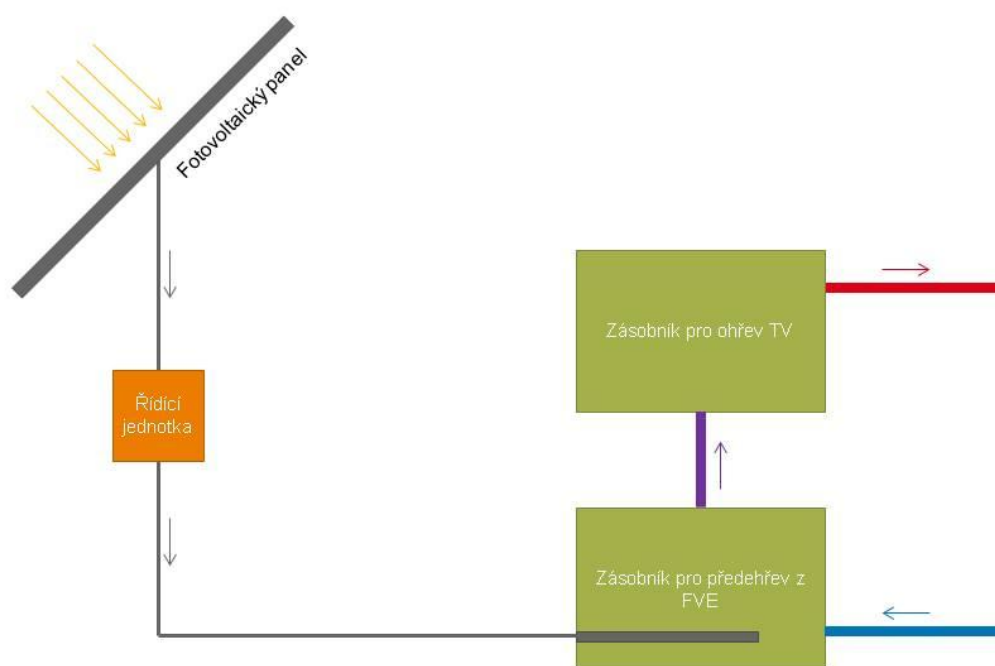 Fotovoltaický panel
Zásobník pro ohřev TV
Řídící
jednotka
Zásobník pro předehřev z
FVE